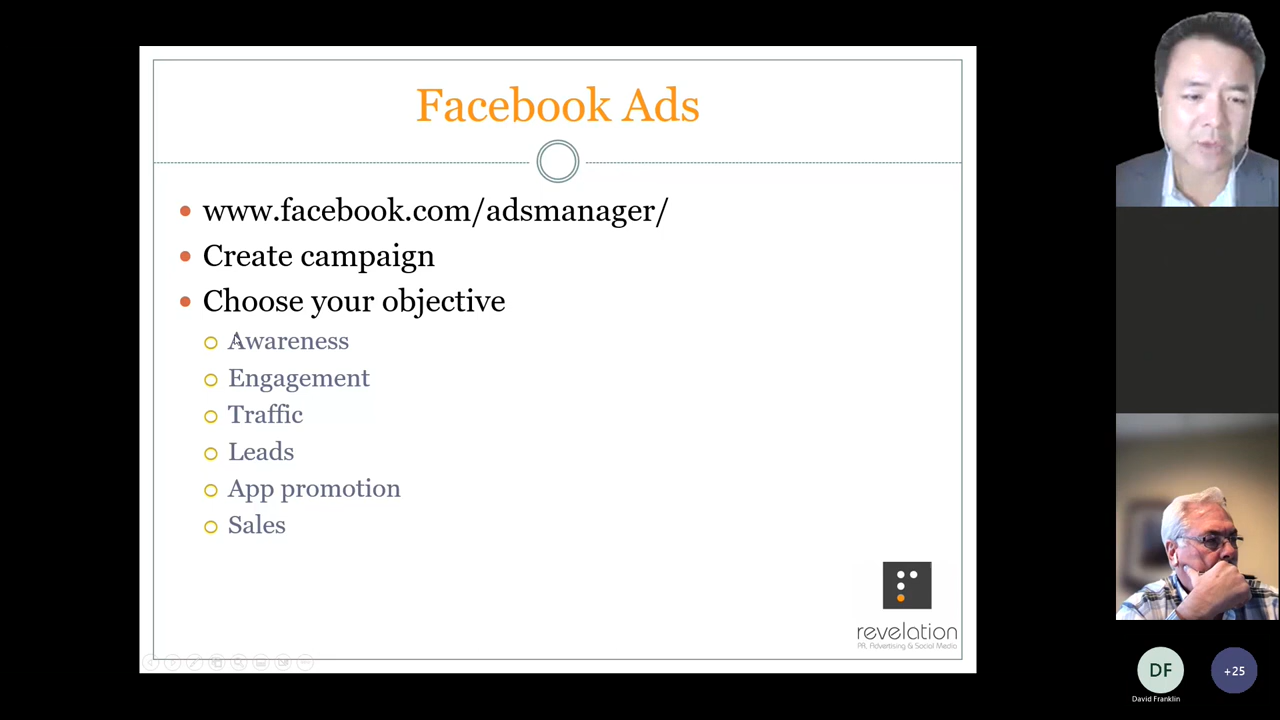 Facebook Ads
www.facebook.com/adsmanager/
Create campaign
Choose your objective
Awareness
Engagement
Traffic
Leads
App promotion
Sales
revelation
PR, Advertising & Social Media
DF
+25
David Franklin